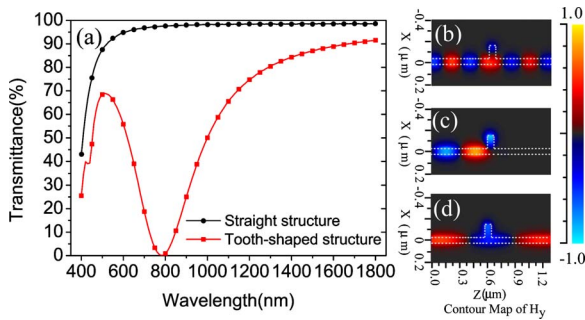 (a)
Transmittance(%)
100
90
80
70
60
50
40
30
20
10
0
Straight structure
Tooth-shaped structure
400 600 800 1000 1200 1400 1600 1800
Wavelength(nm)
(b)
X (μm)
-0.4
0
0.2
(c)
X (μm)
-0.4
0
0.2
(d)
X (μm)
-0.4
0
0.2
0.0 0.3 0.6 0.9 1.2
Z(μm)
Contour Map of Hy
1.0
-1.0